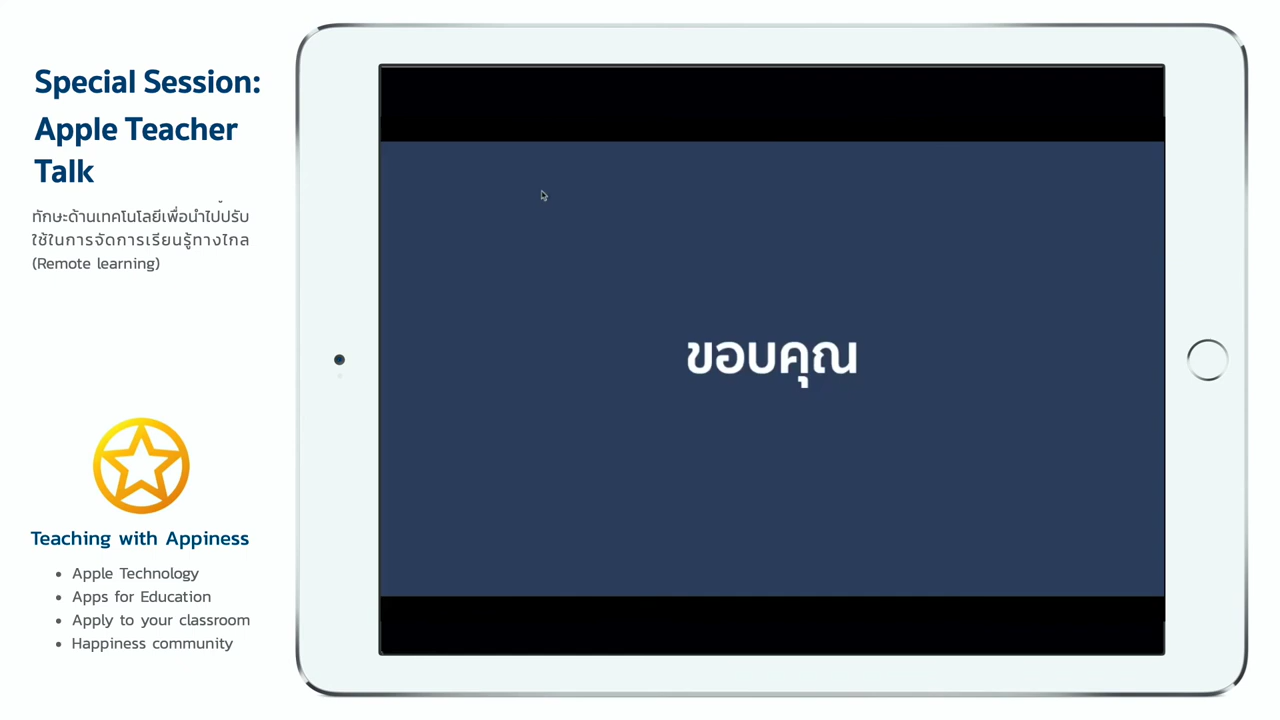 Special Session:
Apple Teacher
Talk
ทักษะด้านเทคโนโลยีเพื่อนำไปปรับ
ใช้ในการจัดการเรียนรู้ทางไกล
(Remote learning)
ขอบคุณ
Teaching with Appiness
• Apple Technology
• Apps for Education
• Apply to your classroom
• Happiness community